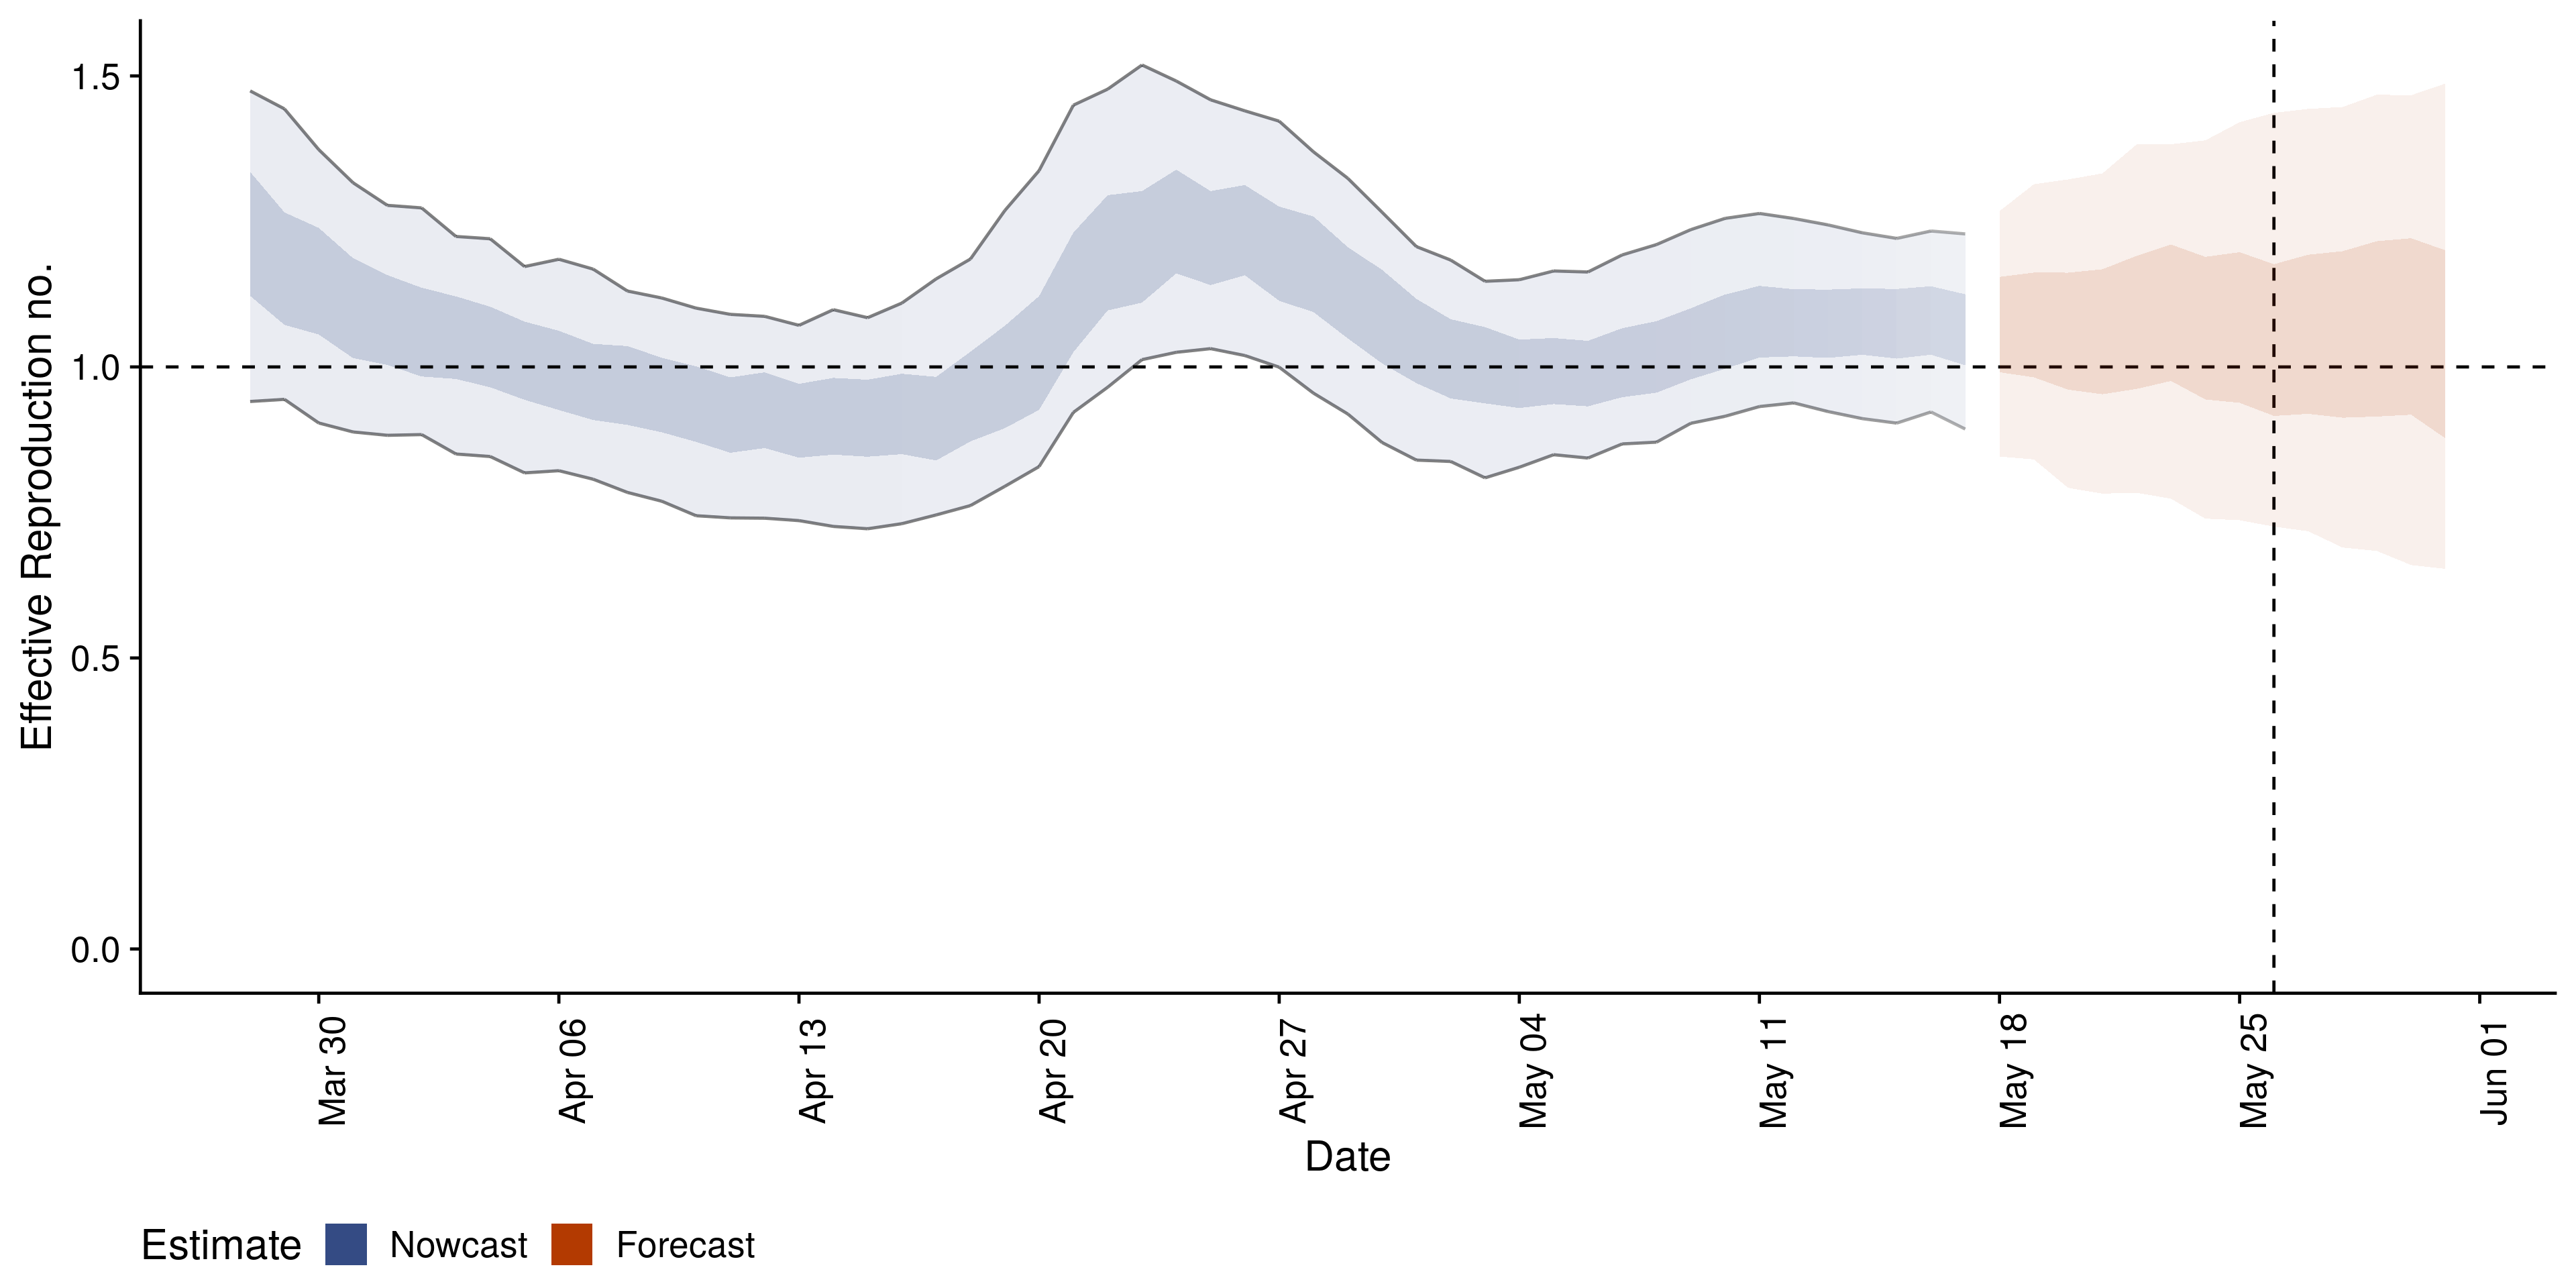 Effective Reproduction no.
1.5
1.0
0.5
0.0
Mar 30
Apr 06
Apr 13
Apr 20
Apr 27
May 04
May 11
May 18
May 25
Jun 01
Date
Estimate Nowcast Forecast